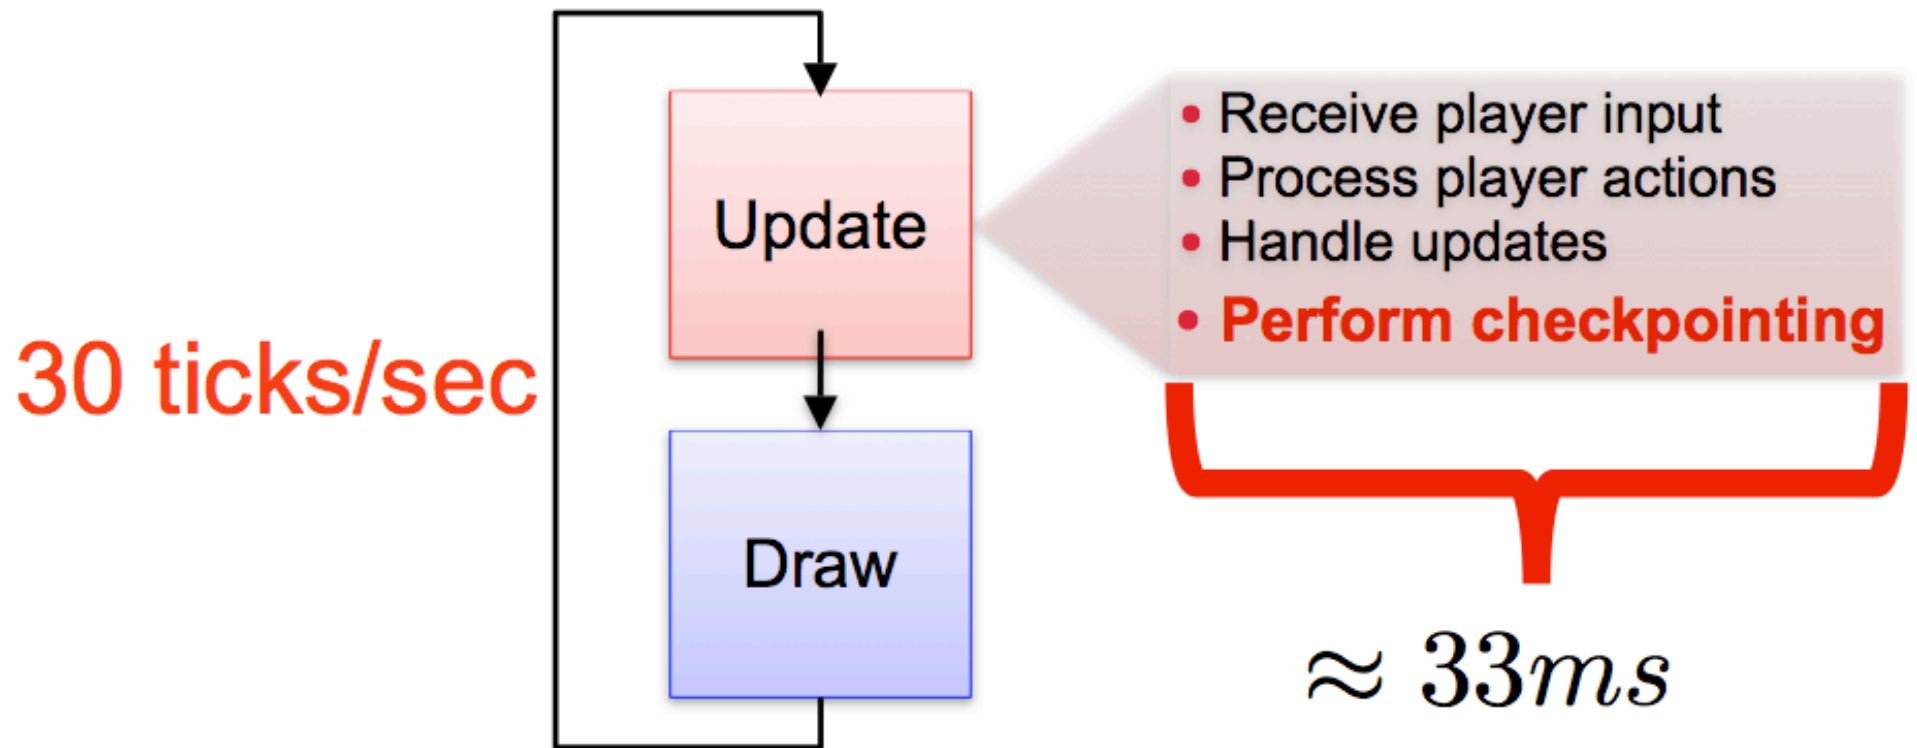 30 ticks/sec
Update
Draw
• Receive player input
• Process player actions
• Handle updates
• Perform checkpointing
≈ 33ms